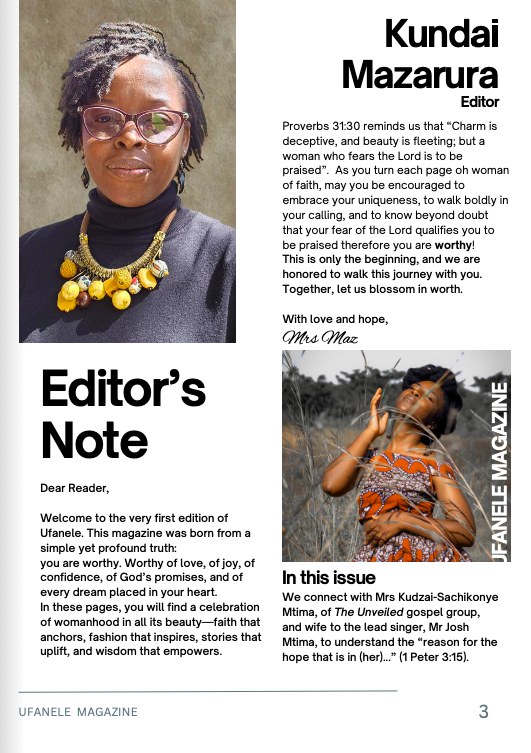 Editor's
Note
Dear Reader,
Welcome to the very first edition of
Ufanele. This magazine was born from a
simple yet profound truth:
you are worthy. Worthy of love, of joy, of
confidence, of God's promises, and of
every dream placed in your heart.
In these pages, you will find a celebration
of womanhood in all its beauty—faith that
anchors, fashion that inspires, stories that
uplift, and wisdom that empowers.
Kundai
Mazarura
Editor
Proverbs 31:30 reminds us that “Charm is
deceptive, and beauty is fleeting; but a
woman who fears the Lord is to be
praised”. As you turn each page oh woman
of faith, may you be encouraged to
embrace your uniqueness, to walk boldly in
your calling, and to know beyond doubt
that your fear of the Lord qualifies you to
be praised therefore you are worthy!
This is only the beginning, and we are
honored to walk this journey with you.
Together, let us blossom in worth.
With love and hope,
Mrs Maz
UFANELE MAGAZINE
In this issue
We connect with Mrs Kudzai-Sachikonye
Mtima, of The Unveiled gospel group,
and wife to the lead singer, Mr Josh
Mtima, to understand the “reason for the
hope that is in (her)...” (1 Peter 3:15).
UFANELE MAGAZINE
3